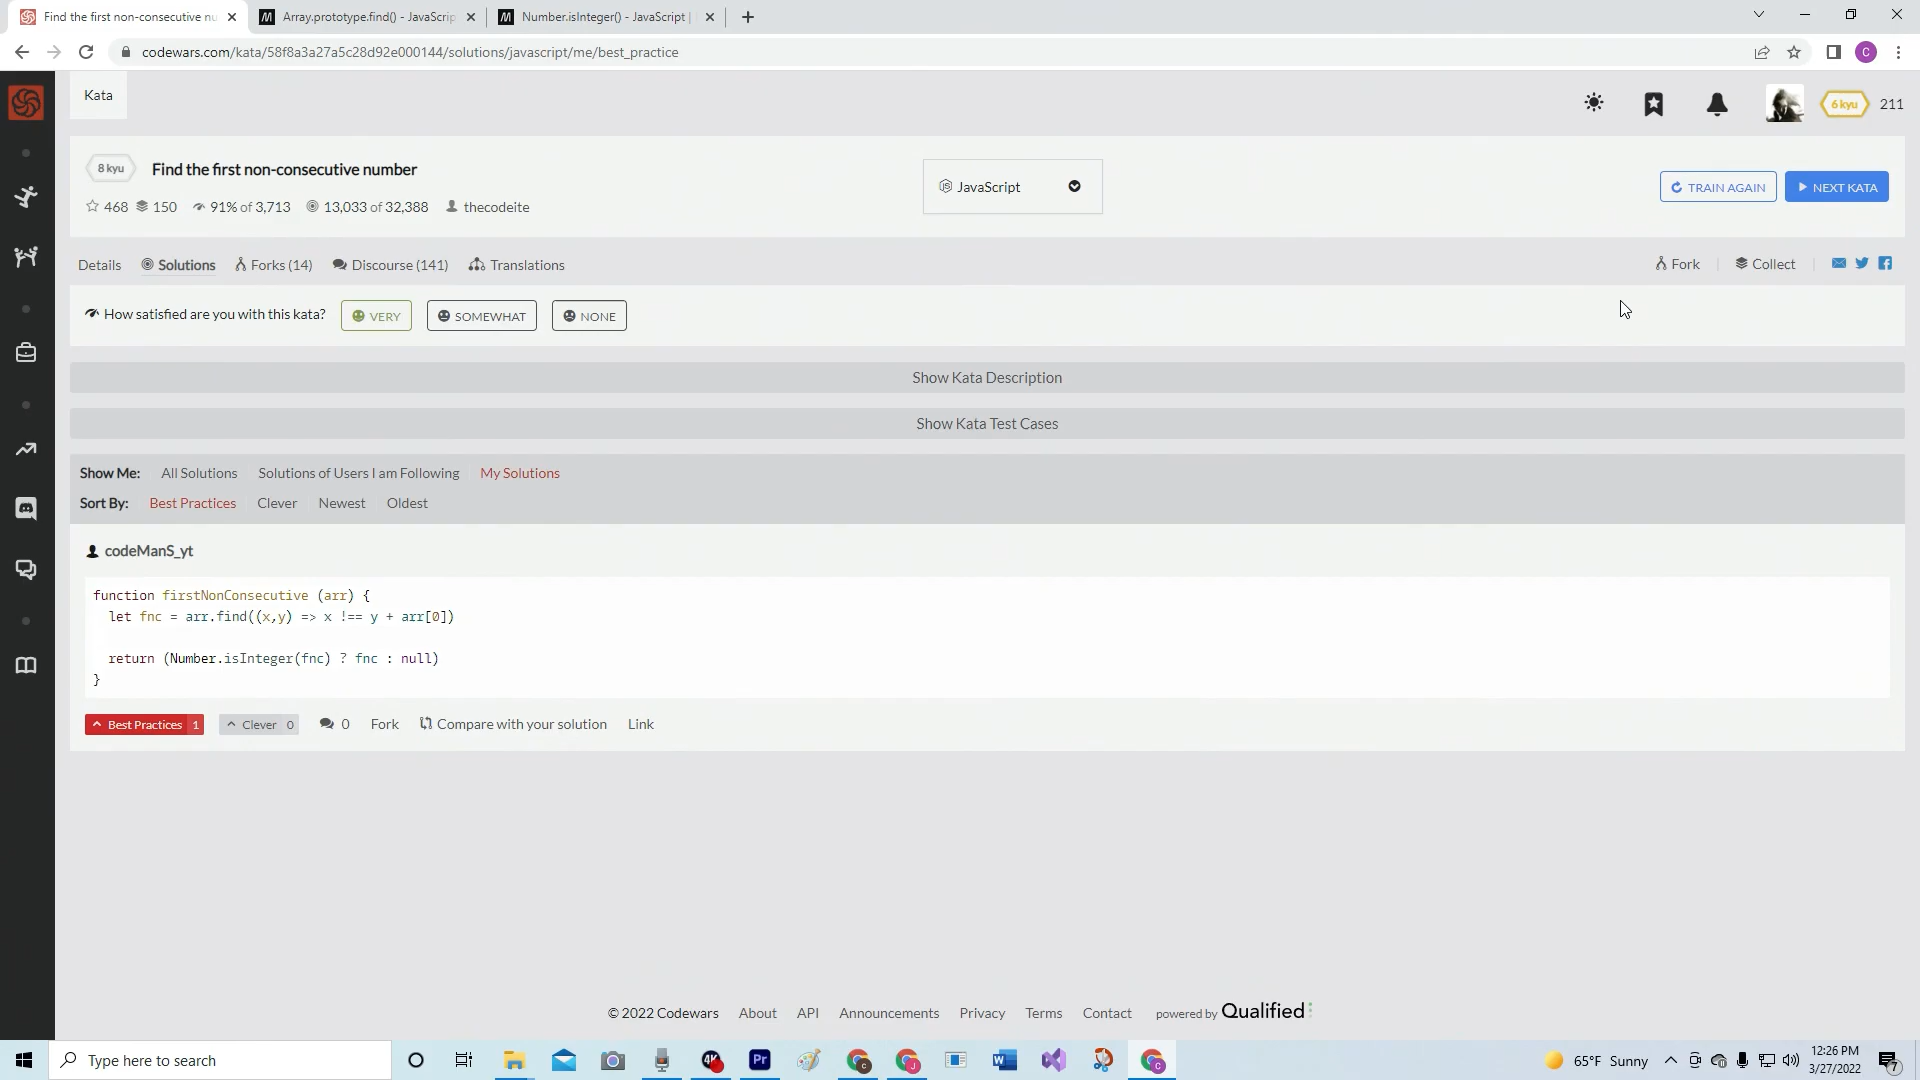 Find the first non-consecutive nu
Array.prototype.find() - JavaScrip
Number.isInteger() - JavaScript |
codewars.com/kata/58f8a3a27a5c28d92e000144/solutions/javascript/me/best_practice
C
Kata
6 kyu 211
8 kyu Find the first non-consecutive number
JavaScript
TRAIN AGAIN NEXT KATA
468 150 91% of 3,713 13,033 of 32,388 thecodeite
Details Solutions Forks (14) Discourse (141) Translations Fork Collect
How satisfied are you with this kata? VERY SOMEWHAT NONE
Show Kata Description
Show Kata Test Cases
Show Me: All Solutions Solutions of Users I am Following My Solutions
Sort By: Best Practices Clever Newest Oldest
codeManS_yt
function firstNonConsecutive (arr) {
let fnc = arr.find((x,y) => x !== y + arr[0])
return (Number.isInteger(fnc) ? fnc : null)
}
Best Practices 1 Clever 0 0 Fork Compare with your solution Link
© 2022 Codewars About API Announcements Privacy Terms Contact powered by Qualified
Type here to search
4K
Pr
65°F Sunny
12:26 PM
3/27/2022
7